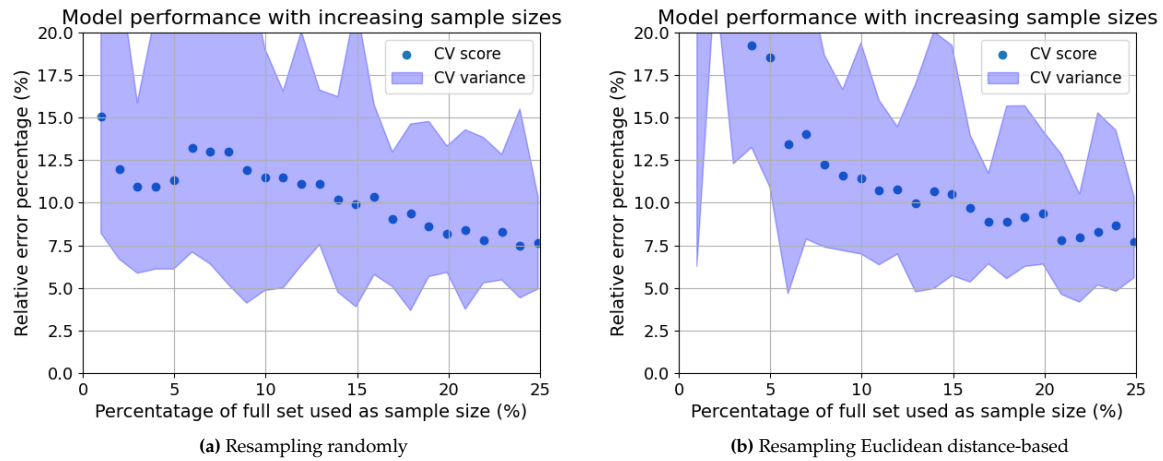 Model performance with increasing sample sizes
20.0
17.5
15.0
12.5
10.0
7.5
5.0
2.5
0.0
Relative error percentage (%)
CV score
CV variance
0
5
10
15
20
25
Percentatage of full set used as sample size (%)
(a) Resampling randomly
Model performance with increasing sample sizes
20.0
17.5
15.0
12.5
10.0
7.5
5.0
2.5
0.0
Relative error percentage (%)
CV score
CV variance
0
5
10
15
20
25
Percentatage of full set used as sample size (%)
(b) Resampling Euclidean distance-based